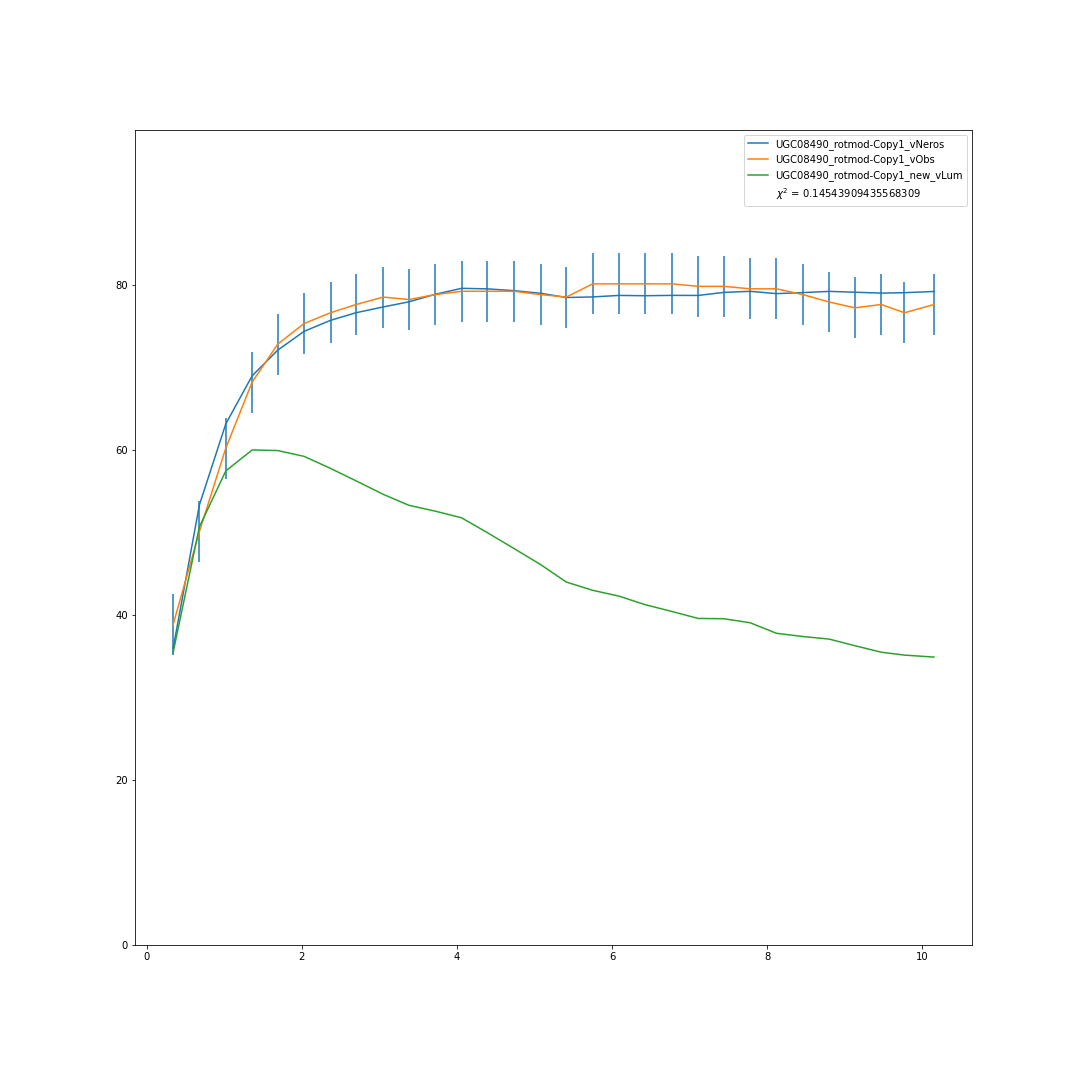 UGC08490_rotmod-Copy1_vNeros
UGC08490_rotmod-Copy1_vObs
UGC08490_rotmod-Copy1_new_vLum
χ² = 0.14543909435568309
80
60
40
20
0
0 2 4 6 8 10